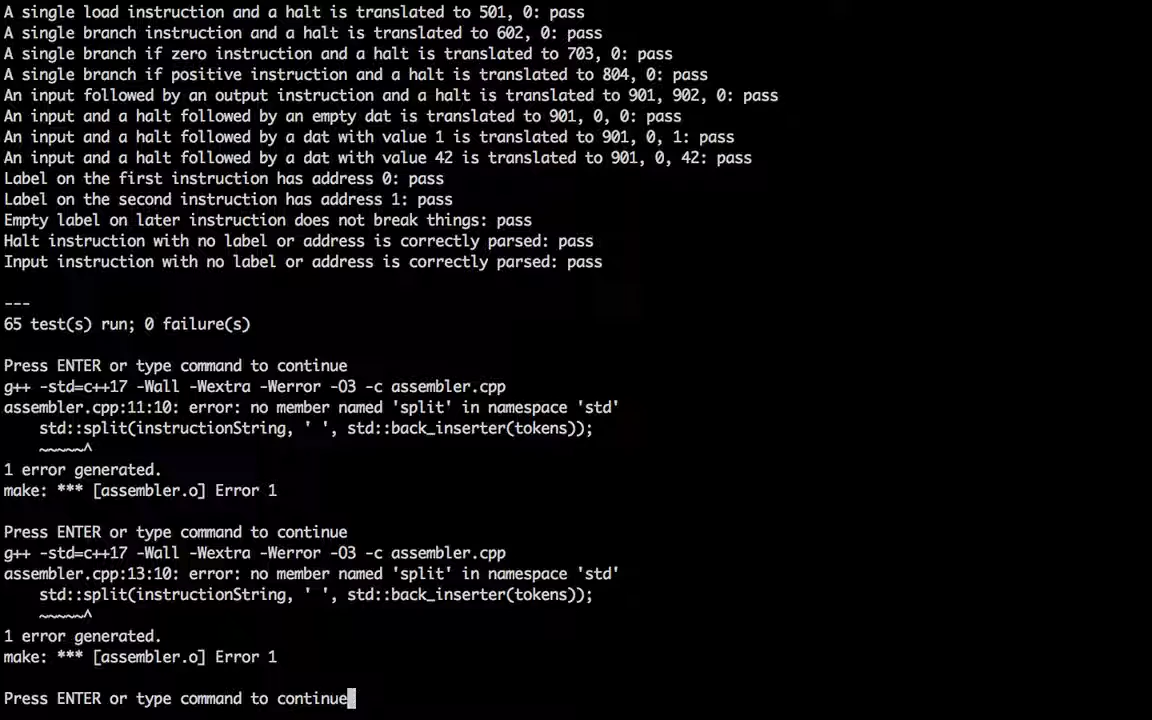 A single load instruction and a halt is translated to 501, 0: pass
A single branch instruction and a halt is translated to 602, 0: pass
A single branch if zero instruction and a halt is translated to 703, 0: pass
A single branch if positive instruction and a halt is translated to 804, 0: pass
An input followed by an output instruction and a halt is translated to 901, 902, 0: pass
An input and a halt followed by an empty dat is translated to 901, 0, 0: pass
An input and a halt followed by a dat with value 1 is translated to 901, 0, 1: pass
An input and a halt followed by a dat with value 42 is translated to 901, 0, 42: pass
Label on the first instruction has address 0: pass
Label on the second instruction has address 1: pass
Empty label on later instruction does not break things: pass
Halt instruction with no label or address is correctly parsed: pass
Input instruction with no label or address is correctly parsed: pass
---
65 test(s) run; 0 failure(s)
Press ENTER or type command to continue
g++ -std=c++17 -Wall -Wextra -Werror -O3 -c assembler.cpp
assembler.cpp:11:10: error: no member named 'split' in namespace 'std'
    std::split(instructionString, ' ', std::back_inserter(tokens));
    ~~~~~^
1 error generated.
make: *** [assembler.o] Error 1
Press ENTER or type command to continue
g++ -std=c++17 -Wall -Wextra -Werror -O3 -c assembler.cpp
assembler.cpp:13:10: error: no member named 'split' in namespace 'std'
    std::split(instructionString, ' ', std::back_inserter(tokens));
    ~~~~~^
1 error generated.
make: *** [assembler.o] Error 1
Press ENTER or type command to continue